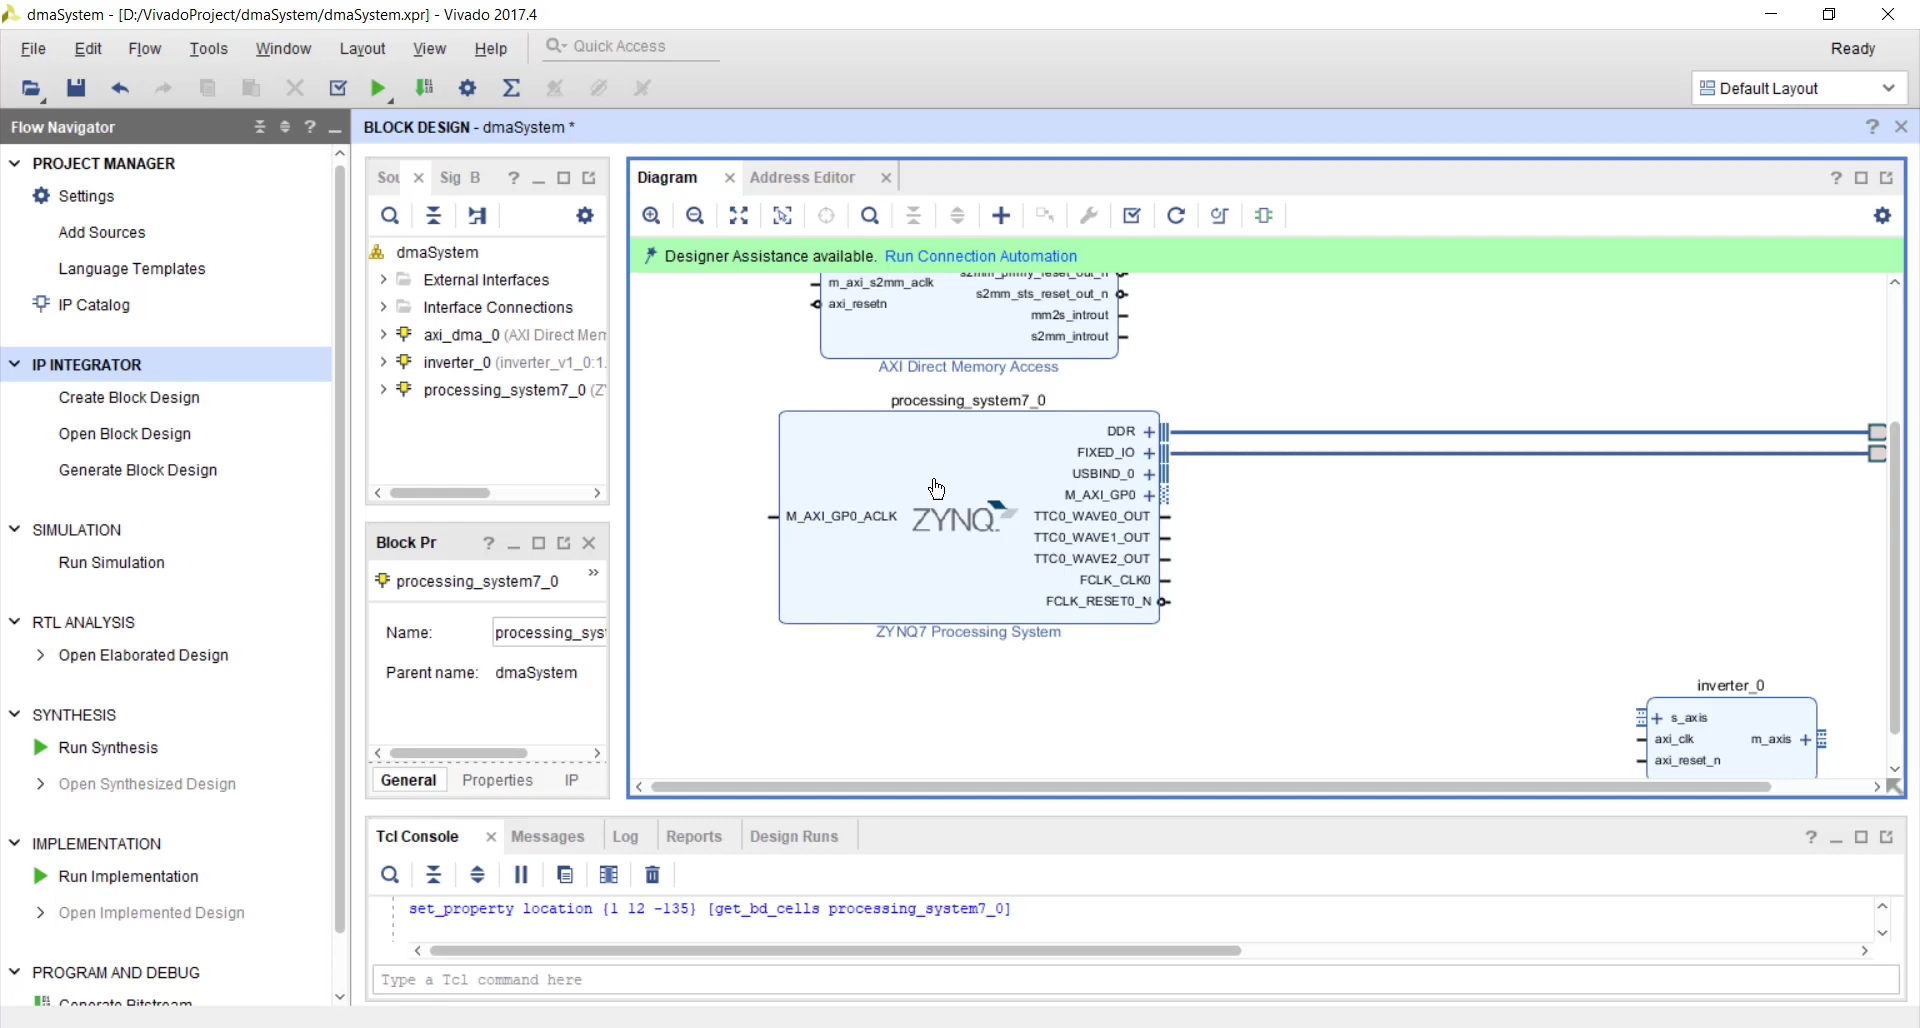 dmaSystem - [D:/VivadoProject/dmaSystem/dmaSystem.xpr] - Vivado 2017.4
File Edit Flow Tools Window Layout View Help Quick Access
Ready
Default Layout
Flow Navigator
PROJECT MANAGER
Settings
Add Sources
Language Templates
IP Catalog
IP INTEGRATOR
Create Block Design
Open Block Design
Generate Block Design
SIMULATION
Run Simulation
RTL ANALYSIS
Open Elaborated Design
SYNTHESIS
Run Synthesis
Open Synthesized Design
IMPLEMENTATION
Run Implementation
Open Implemented Design
PROGRAM AND DEBUG
Generate Bitstream
BLOCK DESIGN - dmaSystem *
Sou Sig B
dmaSystem
External Interfaces
Interface Connections
axi_dma_0 (AXI Direct Mem
inverter_0 (inverter_v1_0:1.
processing_system7_0 (Z
Block Pr
processing_system7_0
Name: processing_sys
Parent name: dmaSystem
General Properties IP
Diagram Address Editor
Designer Assistance available. Run Connection Automation
m_axi_s2mm_aclk
axi_resetn
s2mm_prmry_reset_out_n
s2mm_sts_reset_out_n
mm2s_introut
s2mm_introut
AXI Direct Memory Access
processing_system7_0
M_AXI_GP0_ACLK
ZYNQ
DDR
FIXED_IO
USBIND_0
M_AXI_GP0
TTC0_WAVE0_OUT
TTC0_WAVE1_OUT
TTC0_WAVE2_OUT
FCLK_CLK0
FCLK_RESET0_N
ZYNQ7 Processing System
inverter_0
s_axis
axi_clk
axi_reset_n
m_axis
Tcl Console Messages Log Reports Design Runs
set_property location {1 12 -135} [get_bd_cells processing_system7_0]
Type a Tcl command here